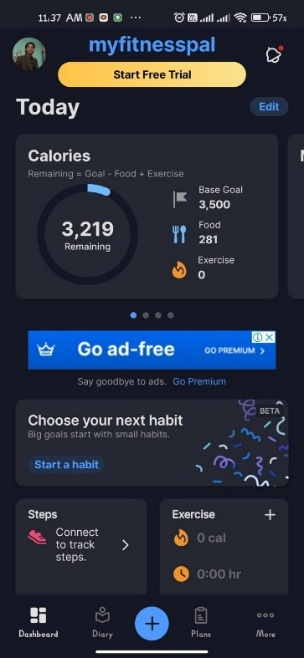 11.37 AM ... 57x
myfitnesspal
Start Free Trial
Today
Edit
Calories
Remaining = Goal - Food + Exercise
3,219
Remaining
Base Goal
3,500
Food
281
Exercise
0
Go ad-free
GO PREMIUM >
Say goodbye to ads. Go Premium
BETA
Choose your next habit
Big goals start with small habits.
Start a habit
Steps
Connect
to track
steps.
Exercise +
0 cal
0:00 hr
Dashboard
Diary
Plans
More